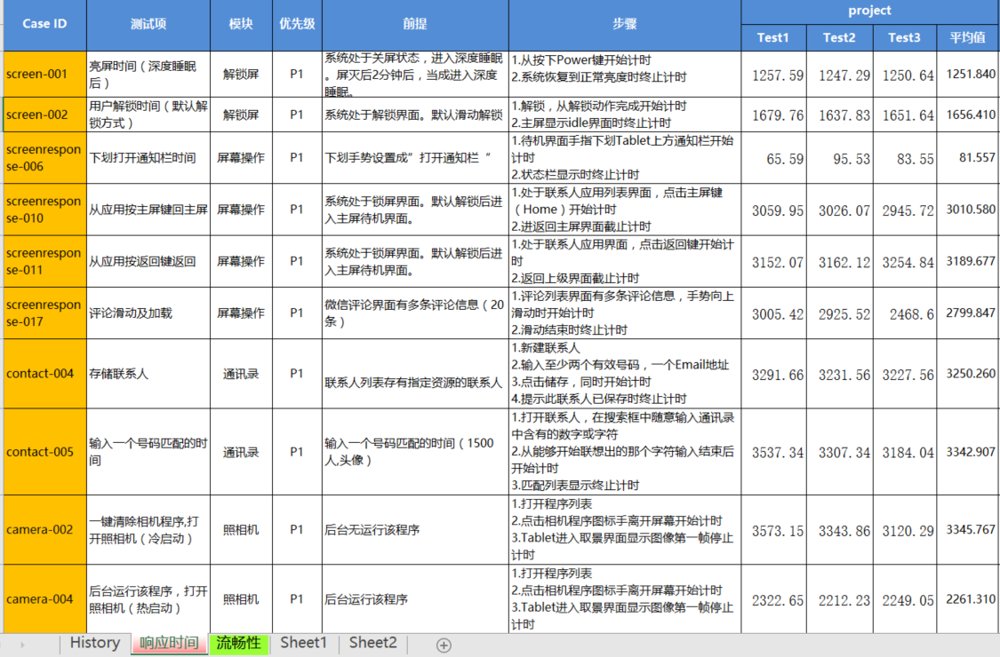 Case ID
测试项
模块
优先级
前提
步骤
project
Test1
Test2
Test3
平均值
screen-001
亮屏时间（深度睡眠
后）
解锁屏
P1
系统处于关屏状态，进入深度睡眠
。屏灭后2分钟后，当成进入深度
睡眠。
1.从按下Power键开始计时
2.系统恢复到正常亮度时终止计时
1257.59
1247.29
1250.64
1251.840
screen-002
用户解锁时间（默认解
锁方式）
解锁屏
P1
系统处于解锁界面。默认滑动解锁
1.解锁，从解锁动作完成开始计时
2.主屏显示idle界面时终止计时
1679.76
1637.83
1651.64
1656.410
screenrespon
se-006
下划打开通知栏时间
屏幕操作
P1
下划手势设置成”打开通知栏“
1.待机界面手指下划Tablet上方通知栏开始
计时
2.状态栏显示时终止计时
65.59
95.53
83.55
81.557
screenrespon
se-010
从应用按主屏键回主屏
屏幕操作
P1
系统处于锁屏界面。默认解锁后进
入主屏待机界面。
1.处于联系人应用列表界面，点击主屏键
（Home）开始计时
2.进返回主屏界面截止计时
3059.95
3026.07
2945.72
3010.580
screenrespon
se-011
从应用按返回键返回
屏幕操作
P1
系统处于锁屏界面。默认解锁后进
入主屏待机界面。
1.处于联系人应用界面，点击返回键开始计
时
2.返回上级界面截止计时
3152.07
3162.12
3254.84
3189.677
screenrespon
se-017
评论滑动及加载
屏幕操作
P1
微信评论界面有多条评论信息（20
条）
1.评论列表界面有多条评论信息，手势向上
滑动时开始计时
2.滑动结束时终止计时
3005.42
2925.52
2468.6
2799.847
contact-004
存储联系人
通讯录
P1
联系人列表存有指定资源的联系人
1.新建联系人
2.输入至少两个有效号码，一个Email地址
3.点击储存，同时开始计时
4.提示此联系人已保存时终止计时
3291.66
3231.56
3227.56
3250.260
contact-005
输入一个号码匹配的时
间
通讯录
P1
输入一个号码匹配的时间（1500
人,头像）
1.打开联系人，在搜索框中随意输入通讯录
中含有的数字或字符
2.从能够开始联想出的那个字符输入结束后
开始计时
3.匹配列表显示终止计时
3537.34
3307.34
3184.04
3342.907
camera-002
一键清除相机程序,打
开照相机（冷启动）
照相机
P1
后台无运行该程序
1.打开程序列表
2.点击相机程序图标手离开屏幕开始计时
3.Tablet进入取景界面显示图像第一帧停止
计时
3573.15
3343.86
3120.29
3345.767
camera-004
后台运行该程序，打开
照相机（热启动）
照相机
P1
后台运行该程序
1.打开程序列表
2.点击相机程序图标手离开屏幕开始计时
3.Tablet进入取景界面显示图像第一帧停止
计时
2322.65
2212.23
2249.05
2261.310
History
响应时间
流畅性
Sheet1
Sheet2